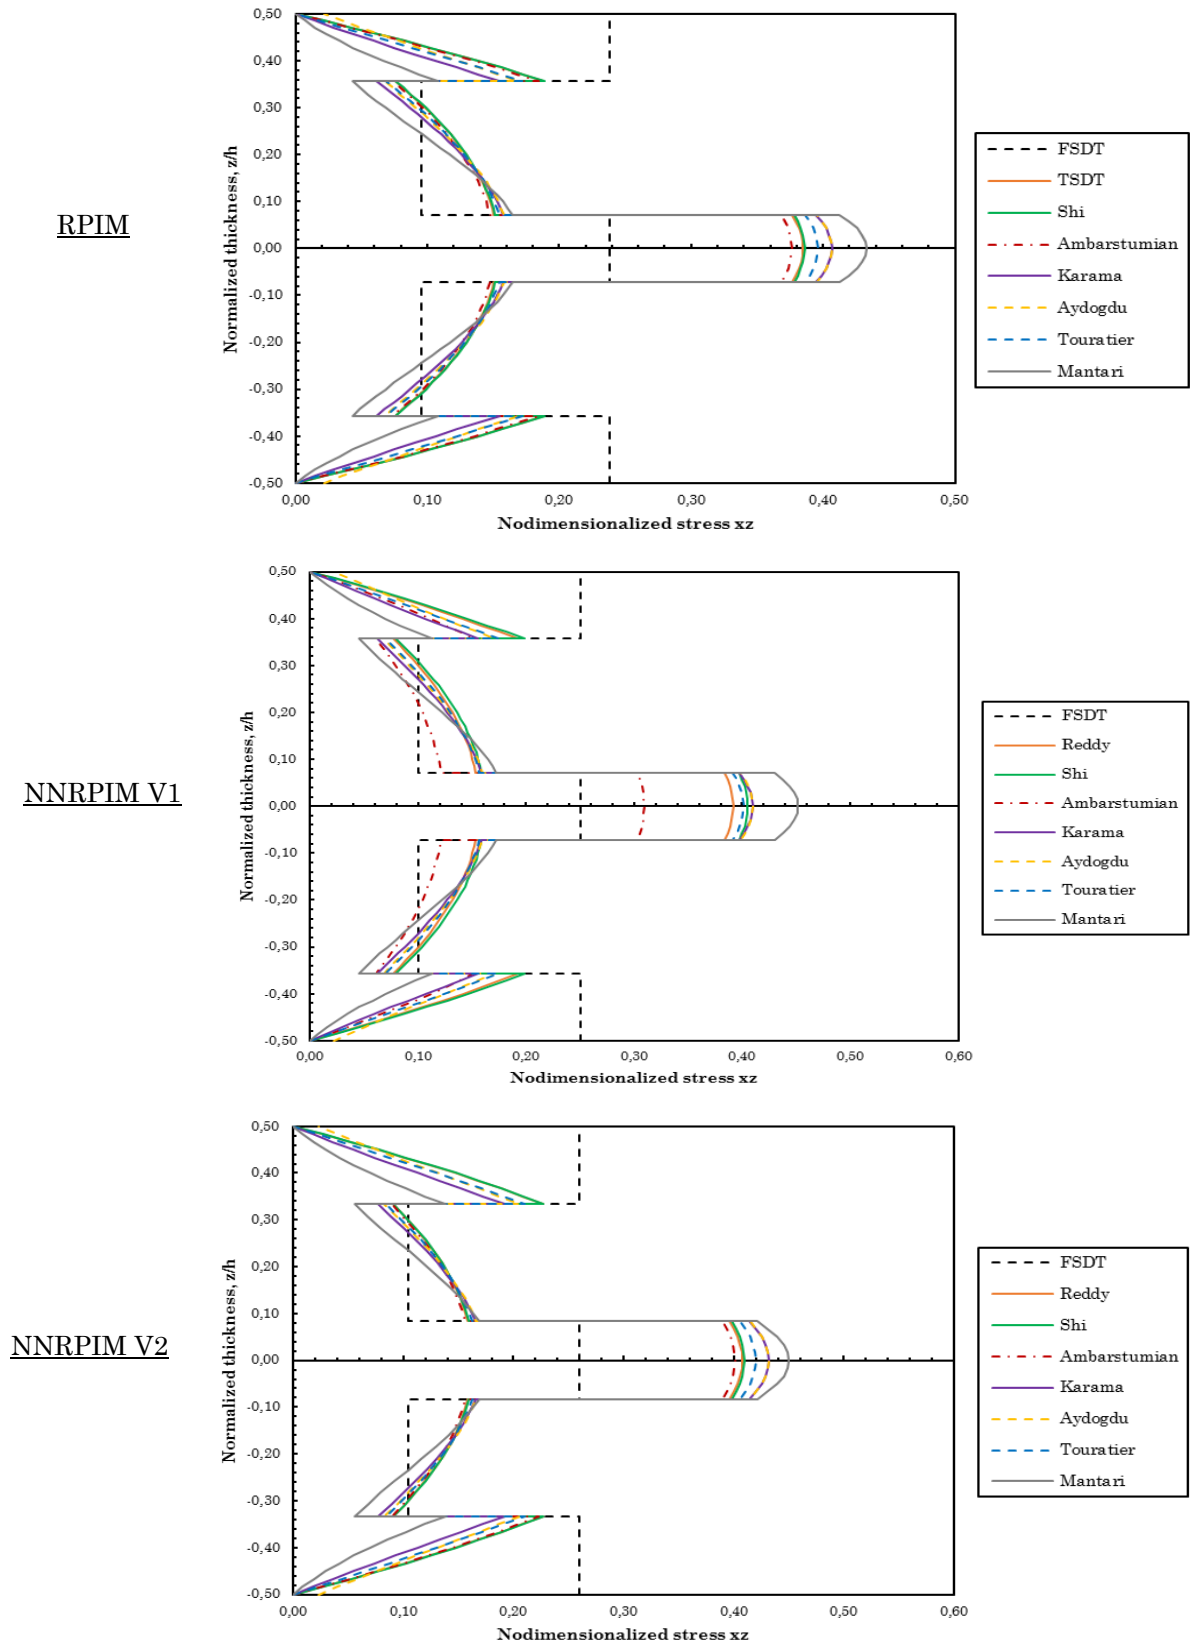 RPIM
Normalized thickness, z/h
0,50
0,40
0,30
0,20
0,10
0,00
-0,10
-0,20
-0,30
-0,40
-0,50
0,00 0,10 0,20 0,30 0,40 0,50
Nodimensionalized stress xz
FSDT
TSDT
Shi
Ambarstumian
Karama
Aydogdu
Touratier
Mantari
NNRPIM V1
Normalized thickness, z/h
0,50
0,40
0,30
0,20
0,10
0,00
-0,10
-0,20
-0,30
-0,40
-0,50
0,00 0,10 0,20 0,30 0,40 0,50 0,60
Nodimensionalized stress xz
FSDT
Reddy
Shi
Ambarstumian
Karama
Aydogdu
Touratier
Mantari
NNRPIM V2
Normalized thickness, z/h
0,50
0,40
0,30
0,20
0,10
0,00
-0,10
-0,20
-0,30
-0,40
-0,50
0,00 0,10 0,20 0,30 0,40 0,50 0,60
Nodimensionalized stress xz
FSDT
Reddy
Shi
Ambarstumian
Karama
Aydogdu
Touratier
Mantari